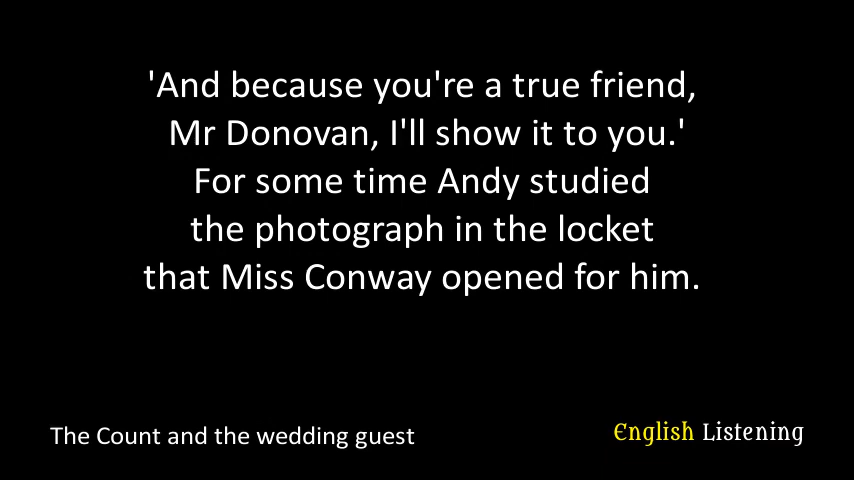 'And because you're a true friend,
Mr Donovan, I'll show it to you.'
For some time Andy studied
the photograph in the locket
that Miss Conway opened for him.
The Count and the wedding guest
English Listening